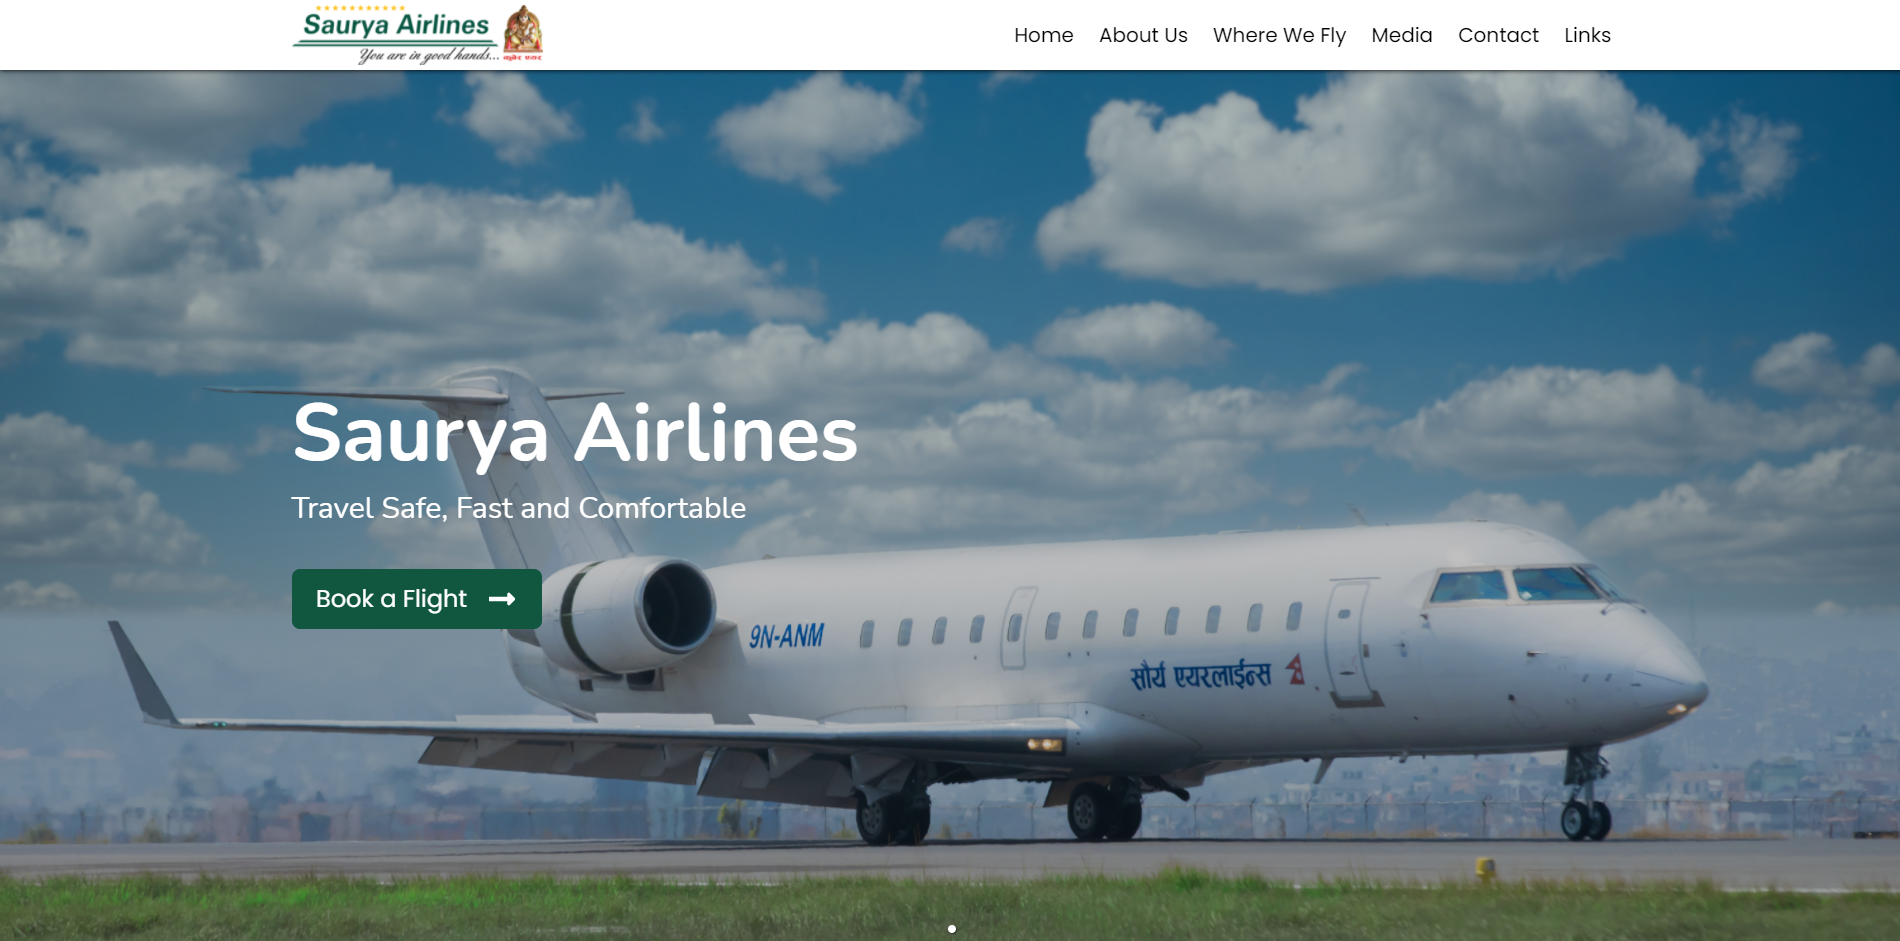 Saurya Airlines
You are in good hands...
कुबेर एयर
Home About Us Where We Fly Media Contact Links
Saurya Airlines
Travel Safe, Fast and Comfortable
Book a Flight
9N-ANM
सौर्य एयरलाईन्स